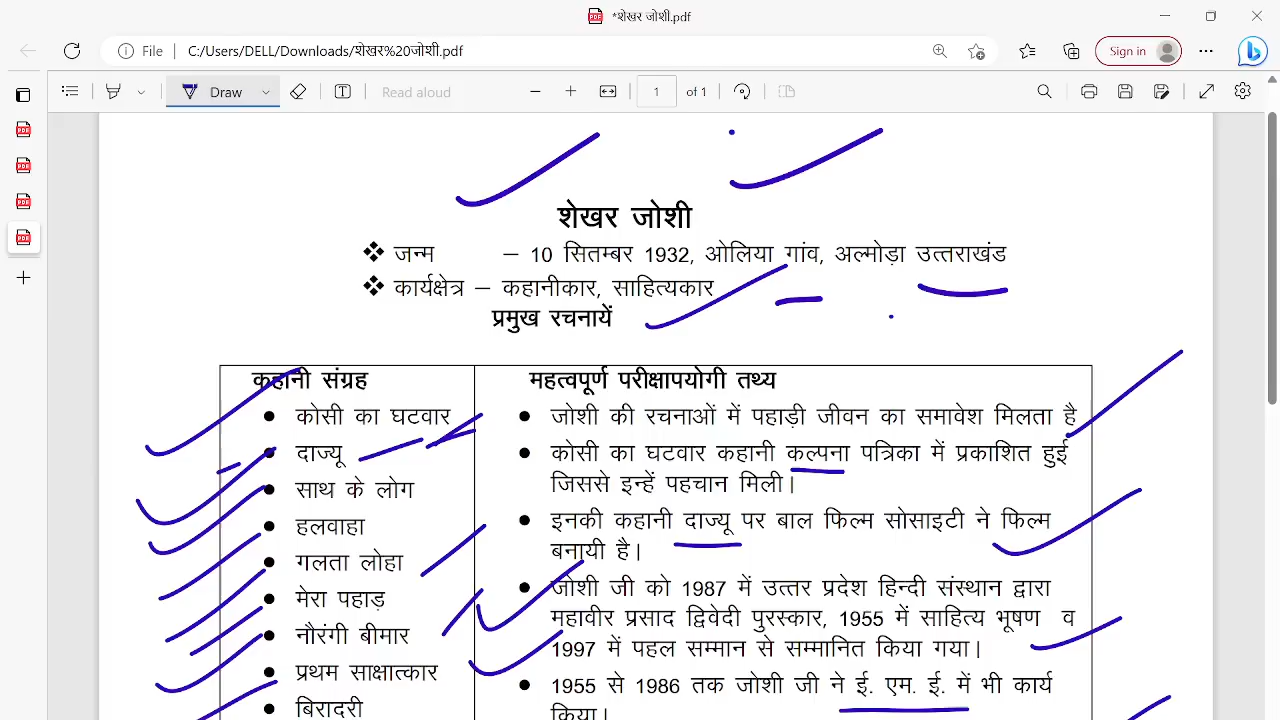 *शेखर जोशी.pdf
File C:/Users/DELL/Downloads/शेखर%20जोशी.pdf
Sign in
Draw
Read aloud
1 of 1
शेखर जोशी
❖ जन्म – 10 सितम्बर 1932, ओलिया गांव, अल्मोड़ा उत्तराखंड
❖ कार्यक्षेत्र – कहानीकार, साहित्यकार
प्रमुख रचनायें
कहानी संग्रह
• कोसी का घटवार
• दाज्यू
• साथ के लोग
• हलवाहा
• गलता लोहा
• मेरा पहाड़
• नौरंगी बीमार
• प्रथम साक्षात्कार
• बिरादरी
महत्वपूर्ण परीक्षापयोगी तथ्य
• जोशी की रचनाओं में पहाड़ी जीवन का समावेश मिलता है
• कोसी का घटवार कहानी कल्पना पत्रिका में प्रकाशित हुई
जिससे इन्हें पहचान मिली।
• इनकी कहानी दाज्यू पर बाल फिल्म सोसाइटी ने फिल्म
बनायी है।
• जोशी जी को 1987 में उत्तर प्रदेश हिन्दी संस्थान द्वारा
महावीर प्रसाद द्विवेदी पुरस्कार, 1955 में साहित्य भूषण व
1997 में पहल सम्मान से सम्मानित किया गया।
• 1955 से 1986 तक जोशी जी ने ई. एम. ई. में भी कार्य
किया।